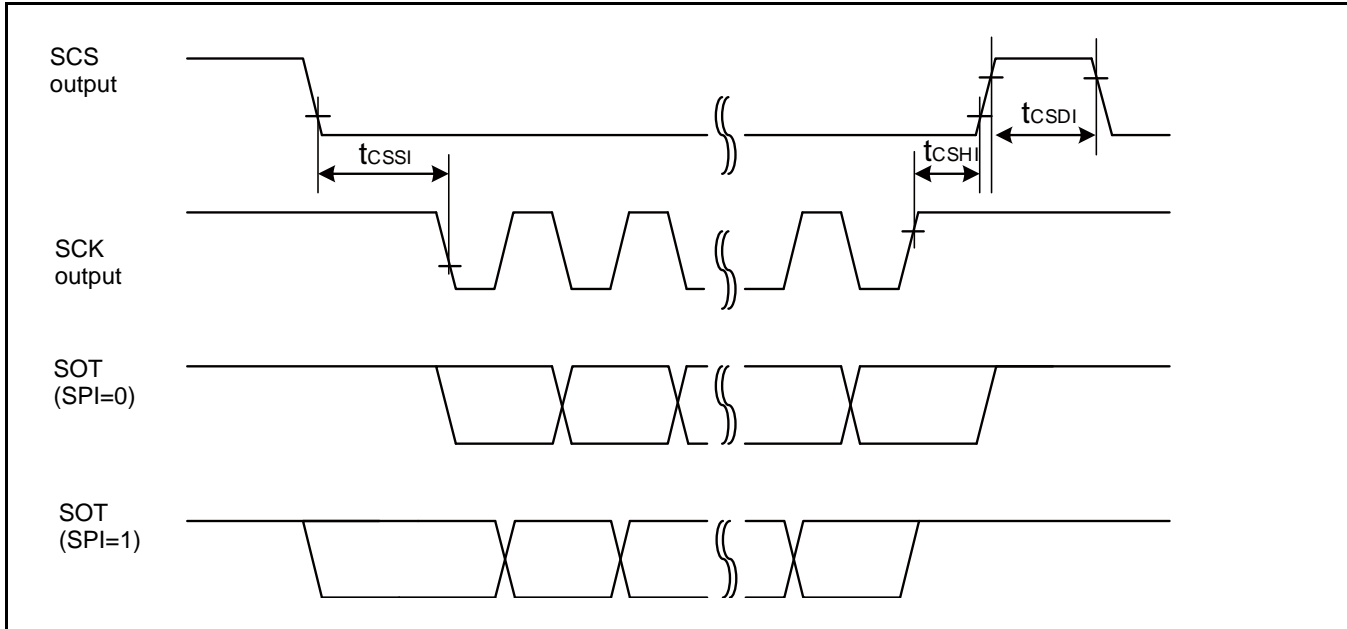 SCS
output
tCSDI
tCSSI
tCSHI
SCK
output
SOT
(SPI=0)
SOT
(SPI=1)